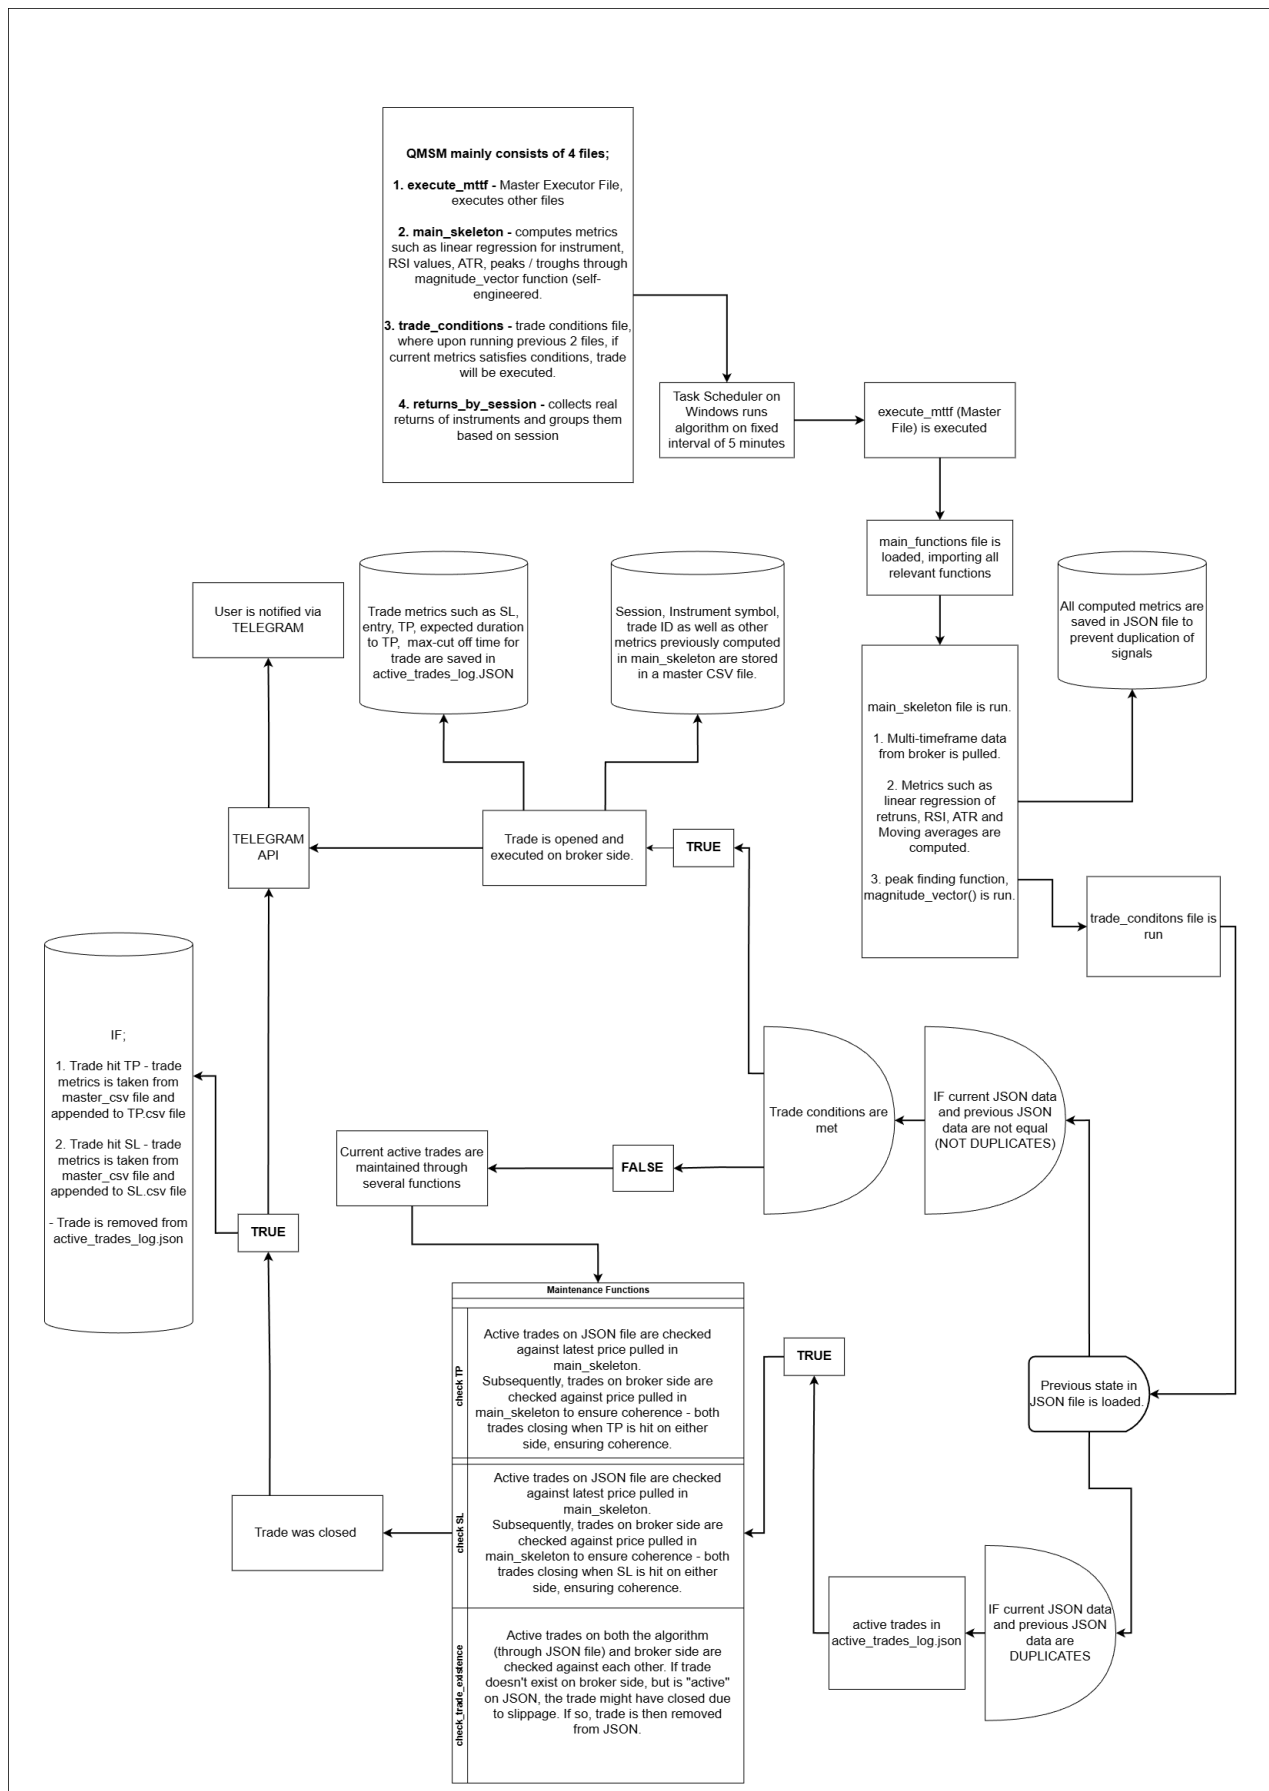 QMSM mainly consists of 4 files;
1. execute_mttf - Master Executor File,
executes other files
2. main_skeleton - computes metrics
such as linear regression for instrument,
RSI values, ATR, peaks / troughs through
magnitude_vector function (self-
engineered.
3. trade_conditions - trade conditions file,
where upon running previous 2 files, if
current metrics satisfies conditions, trade
will be executed.
4. returns_by_session - collects real
returns of instruments and groups them
based on session
Task Scheduler on
Windows runs
algorithm on fixed
interval of 5 minutes
execute_mttf (Master
File) is executed
main_functions file is
loaded, importing all
relevant functions
All computed metrics are
saved in JSON file to
prevent duplication of
signals
User is notified via
TELEGRAM
Trade metrics such as SL,
entry, TP, expected duration
to TP, max-cut off time for
trade are saved in
active_trades_log.JSON
Session, Instrument symbol,
trade ID as well as other
metrics previously computed
in main_skeleton are stored
in a master CSV file.
main_skeleton file is run.
1. Multi-timeframe data
from broker is pulled.
2. Metrics such as
linear regression of
retruns, RSI, ATR and
Moving averages are
computed.
3. peak finding function,
magnitude_vector() is run.
TELEGRAM
API
Trade is opened and
executed on broker side.
TRUE
trade_conditons file is
run
IF;
1. Trade hit TP - trade
metrics is taken from
master_csv file and
appended to TP.csv file
2. Trade hit SL - trade
metrics is taken from
master_csv file and
appended to SL.csv file
- Trade is removed from
active_trades_log.json
Trade conditions are
met
IF current JSON data
and previous JSON
data are not equal
(NOT DUPLICATES)
Current active trades are
maintained through
several functions
FALSE
TRUE
Maintenance Functions
check TP
Active trades on JSON file are checked
against latest price pulled in
main_skeleton.
Subsequently, trades on broker side are
checked against price pulled in
main_skeleton to ensure coherence - both
trades closing when TP is hit on either
side, ensuring coherence.
TRUE
Previous state in
JSON file is loaded.
check SL
Active trades on JSON file are checked
against latest price pulled in
main_skeleton.
Subsequently, trades on broker side are
checked against price pulled in
main_skeleton to ensure coherence - both
trades closing when SL is hit on either
side, ensuring coherence.
Trade was closed
check_trade_existence
Active trades on both the algorithm
(through JSON file) and broker side are
checked against each other. If trade
doesn't exist on broker side, but is "active"
on JSON, the trade might have closed due
to slippage. If so, trade is then removed
from JSON.
active trades in
active_trades_log.json
IF current JSON data
and previous JSON
data are
DUPLICATES